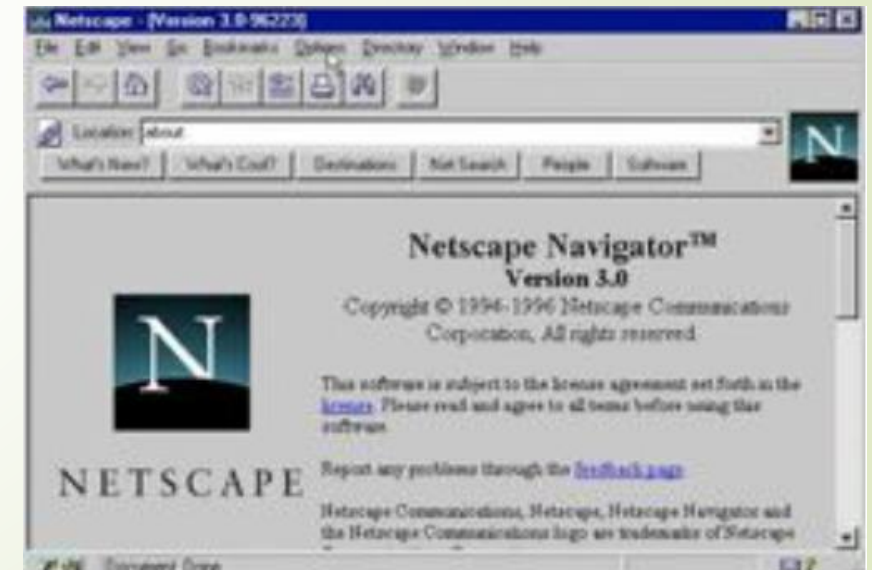 Netscape - [Version 3.0-96223]
File Edit View Go Bookmarks Options Directory Window Help
Location: about:
What's New? What's Cool? Destinations Net Search People Software
N
Netscape Navigator™
Version 3.0
Copyright © 1994-1996 Netscape Communications
Corporation, All rights reserved.
This software is subject to the license agreement set forth in the
license. Please read and agree to all terms before using this
software.
N
NETSCAPE
Report any problems through the feedback page.
Netscape Communications, Netscape, Netscape Navigator and
the Netscape Communications logo are trademarks of Netscape
Document: Done